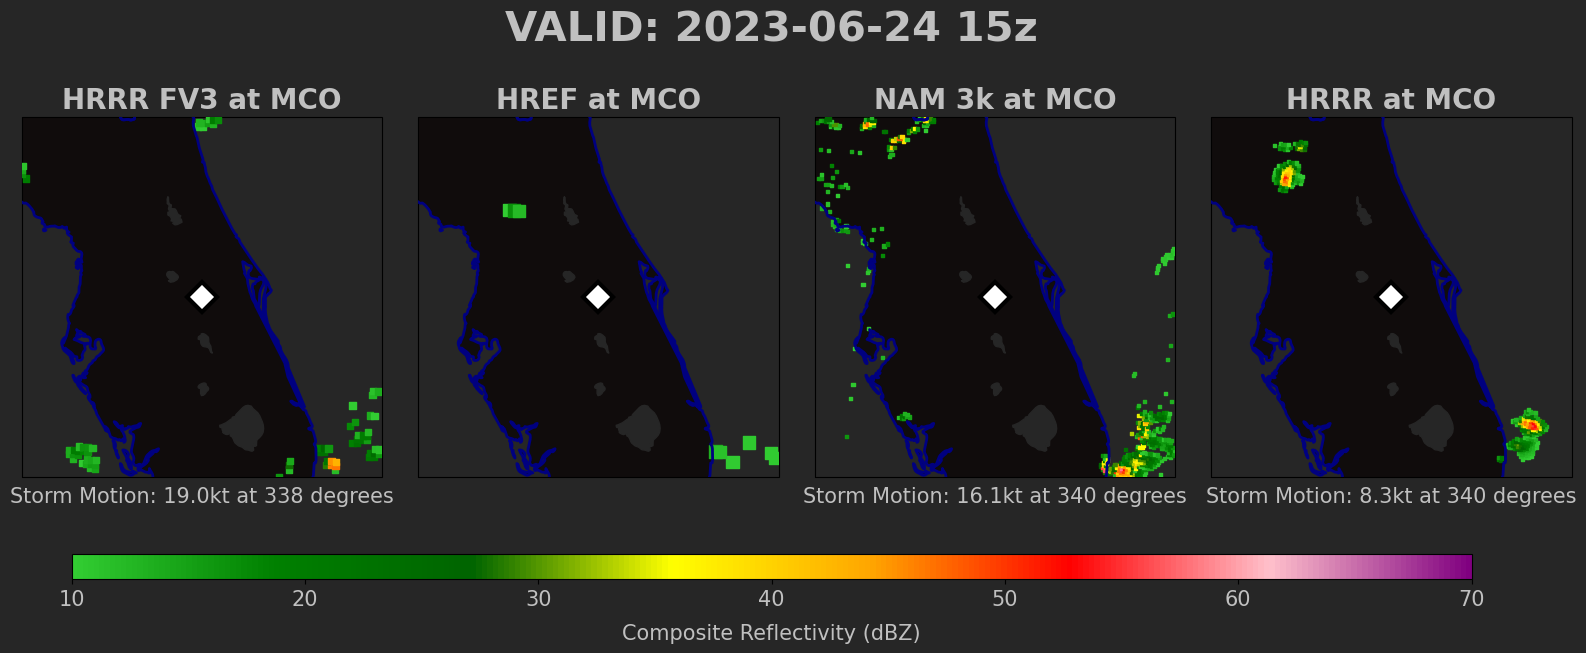 VALID: 2023-06-24 15z
HRRR FV3 at MCO
HREF at MCO
NAM 3k at MCO
HRRR at MCO
Storm Motion: 19.0kt at 338 degrees
Storm Motion: 16.1kt at 340 degrees
Storm Motion: 8.3kt at 340 degrees
10 20 30 40 50 60 70
Composite Reflectivity (dBZ)